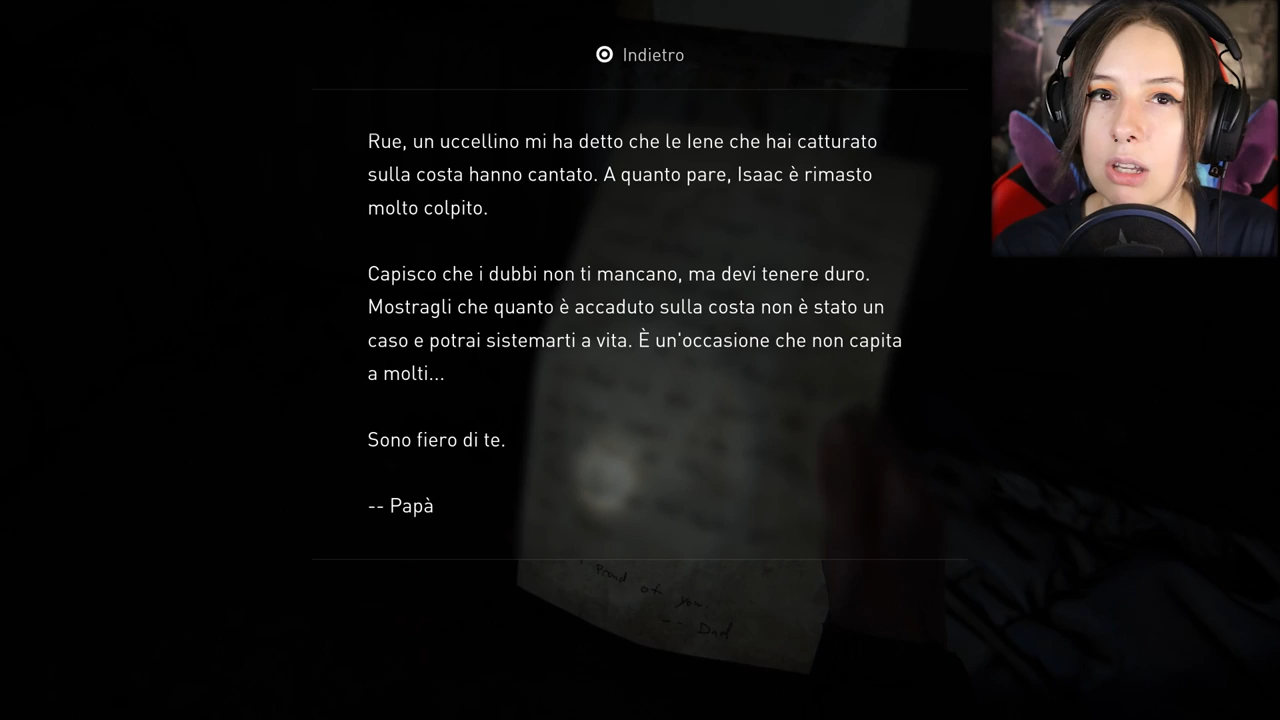 Indietro
Rue, un uccellino mi ha detto che le Iene che hai catturato
sulla costa hanno cantato. A quanto pare, Isaac è rimasto
molto colpito.
Capisco che i dubbi non ti mancano, ma devi tenere duro.
Mostragli che quanto è accaduto sulla costa non è stato un
caso e potrai sistemarti a vita. È un'occasione che non capita
a molti...
Sono fiero di te.
-- Papà
Proud of you.
-- Dad